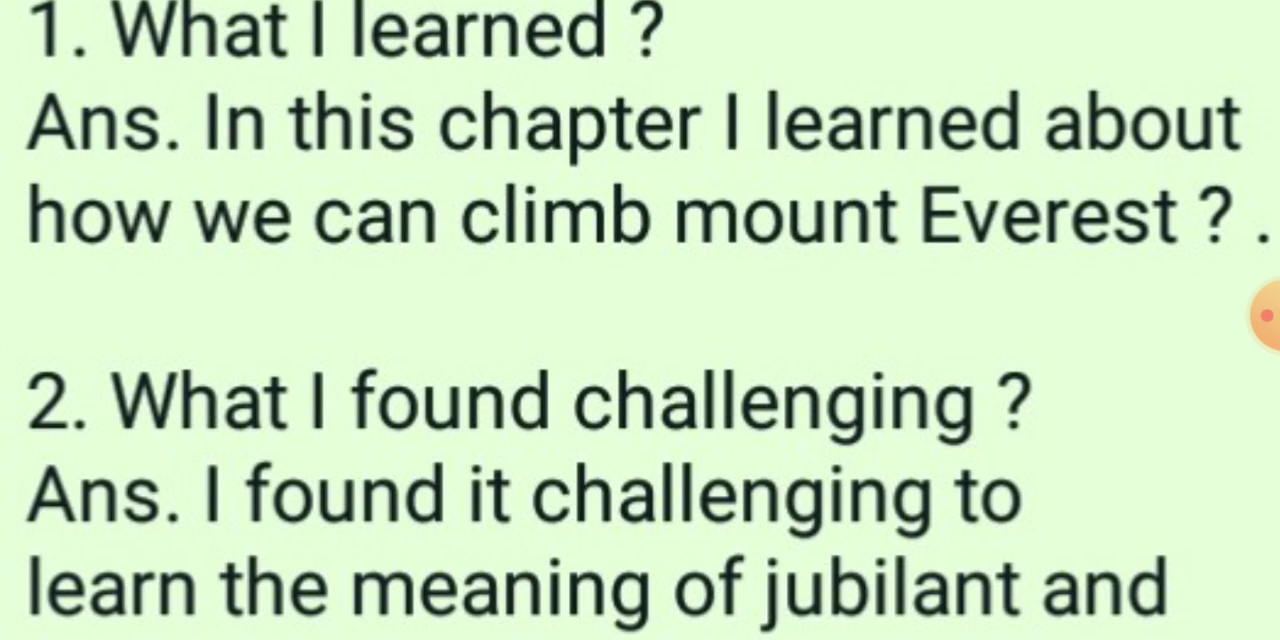 1. What I learned ?
Ans. In this chapter I learned about
how we can climb mount Everest ? .
2. What I found challenging ?
Ans. I found it challenging to
learn the meaning of jubilant and